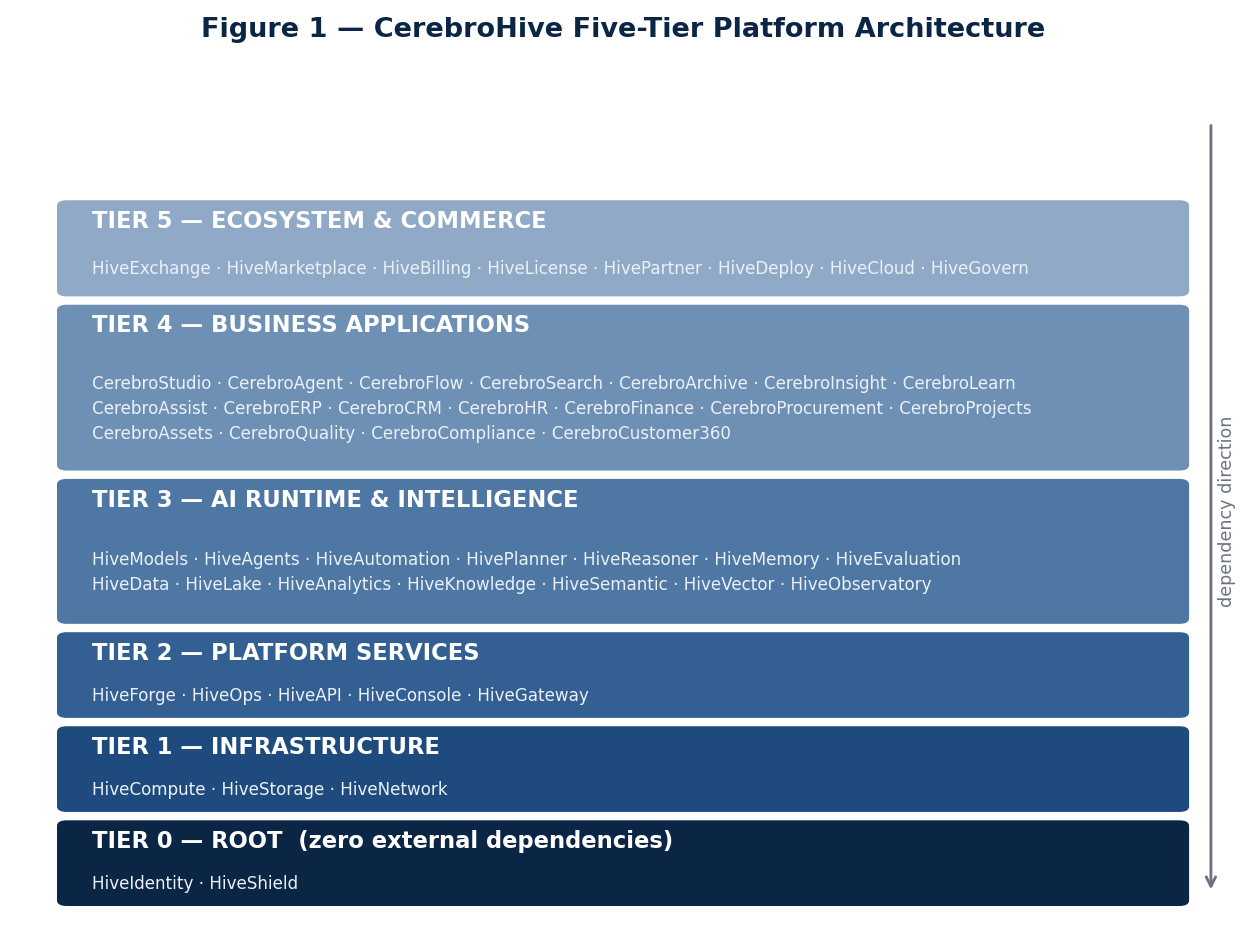 Figure 1 — CerebroHive Five-Tier Platform Architecture
TIER 5 — ECOSYSTEM & COMMERCE
HiveExchange · HiveMarketplace · HiveBilling · HiveLicense · HivePartner · HiveDeploy · HiveCloud · HiveGovern
TIER 4 — BUSINESS APPLICATIONS
CerebroStudio · CerebroAgent · CerebroFlow · CerebroSearch · CerebroArchive · CerebroInsight · CerebroLearn
CerebroAssist · CerebroERP · CerebroCRM · CerebroHR · CerebroFinance · CerebroProcurement · CerebroProjects
CerebroAssets · CerebroQuality · CerebroCompliance · CerebroCustomer360
TIER 3 — AI RUNTIME & INTELLIGENCE
HiveModels · HiveAgents · HiveAutomation · HivePlanner · HiveReasoner · HiveMemory · HiveEvaluation
HiveData · HiveLake · HiveAnalytics · HiveKnowledge · HiveSemantic · HiveVector · HiveObservatory
TIER 2 — PLATFORM SERVICES
HiveForge · HiveOps · HiveAPI · HiveConsole · HiveGateway
TIER 1 — INFRASTRUCTURE
HiveCompute · HiveStorage · HiveNetwork
TIER 0 — ROOT  (zero external dependencies)
HiveIdentity · HiveShield
dependency direction